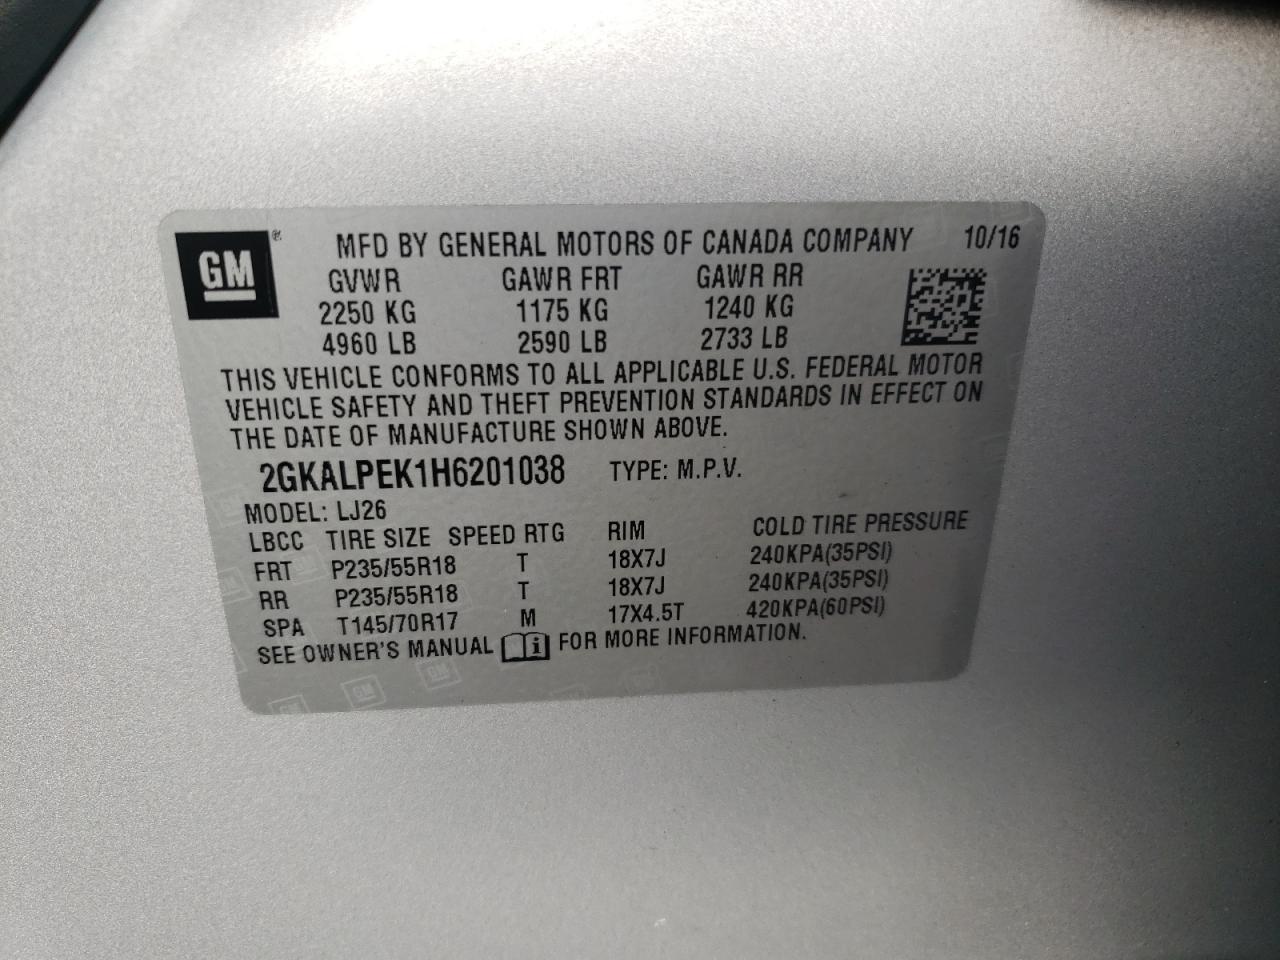 GM ® MFD BY GENERAL MOTORS OF CANADA COMPANY 10/16
GVWR GAWR FRT GAWR RR
2250 KG 1175 KG 1240 KG
4960 LB 2590 LB 2733 LB
THIS VEHICLE CONFORMS TO ALL APPLICABLE U.S. FEDERAL MOTOR
VEHICLE SAFETY AND THEFT PREVENTION STANDARDS IN EFFECT ON
THE DATE OF MANUFACTURE SHOWN ABOVE.
2GKALPEK1H6201038 TYPE: M.P.V.
MODEL: LJ26
LBCC TIRE SIZE SPEED RTG RIM COLD TIRE PRESSURE
FRT P235/55R18 T 18X7J 240KPA(35PSI)
RR P235/55R18 T 18X7J 240KPA(35PSI)
SPA T145/70R17 M 17X4.5T 420KPA(60PSI)
SEE OWNER'S MANUAL i FOR MORE INFORMATION.
GM GM GM